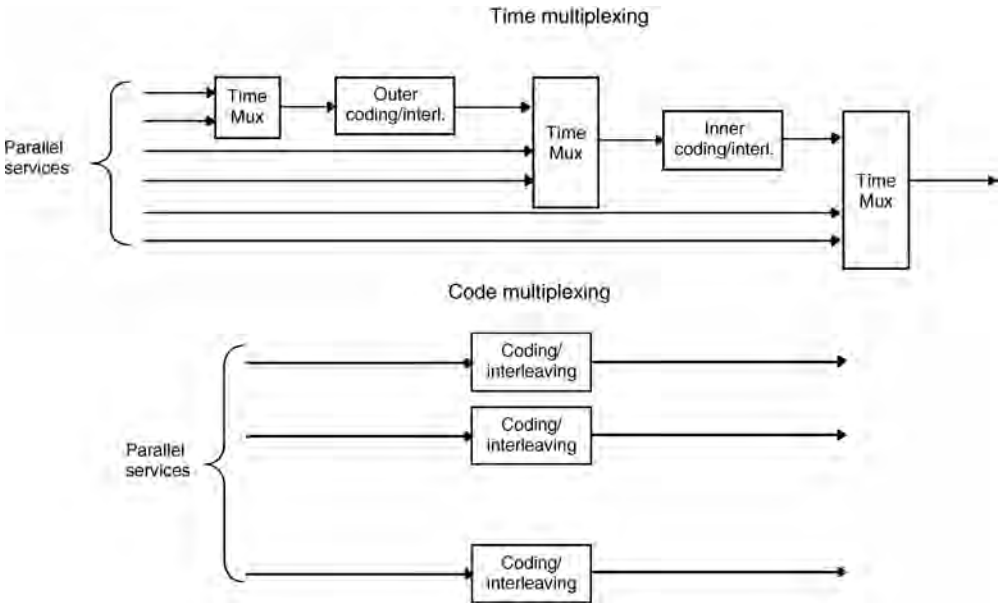 Time multiplexing
Time
Mux
Outer
coding/interl.
Time
Mux
Inner
coding/interl.
Time
Mux
Parallel
services
Code multiplexing
Coding/
interleaving
Coding/
interleaving
Parallel
services
Coding/
interleaving